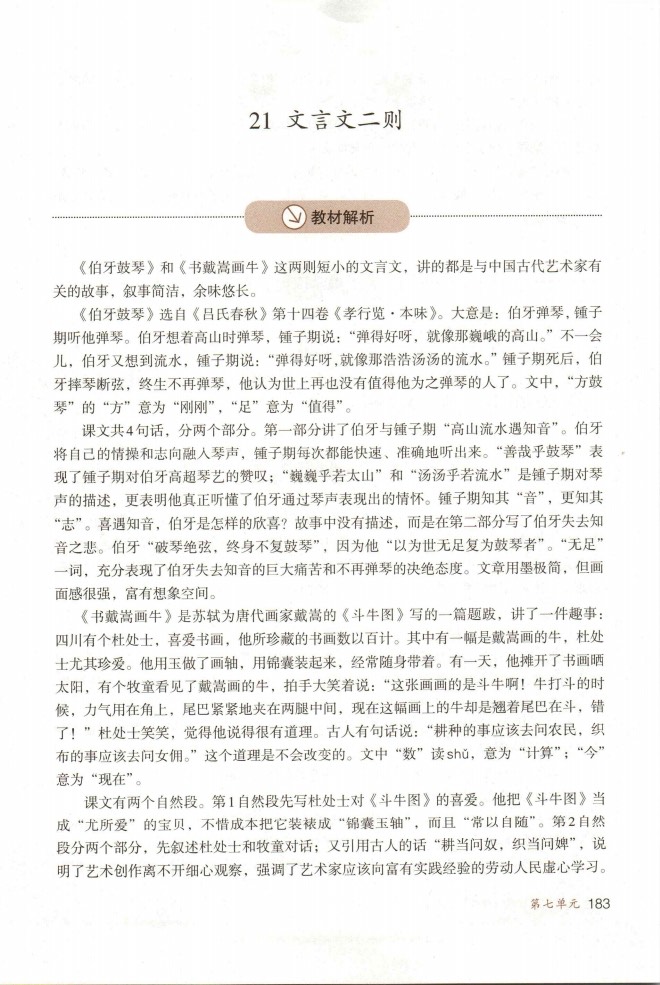 21 文言文二则
教材解析
《伯牙鼓琴》和《书戴嵩画牛》这两则短小的文言文，讲的都是与中国古代艺术家有
关的故事，叙事简洁，余味悠长。
《伯牙鼓琴》选自《吕氏春秋》第十四卷《孝行览·本味》。大意是：伯牙弹琴，锺子
期听他弹琴。伯牙想着高山时弹琴，锺子期说：“弹得好呀，就像那巍峨的高山。”不一会
儿，伯牙又想到流水，锺子期说：“弹得好呀，就像那浩浩汤汤的流水。”锺子期死后，伯
牙摔琴断弦，终生不再弹琴，他认为世上再也没有值得他为之弹琴的人了。文中，“方鼓
琴”的“方”意为“刚刚”，“足”意为“值得”。
课文共4句话，分两个部分。第一部分讲了伯牙与锺子期“高山流水遇知音”。伯牙
将自己的情操和志向融入琴声，锺子期每次都能快速、准确地听出来。“善哉乎鼓琴”表
现了锺子期对伯牙高超琴艺的赞叹；“巍巍乎若太山”和“汤汤乎若流水”是锺子期对琴
声的描述，更表明他真正听懂了伯牙通过琴声表现出的情怀。锺子期知其“音”，更知其
“志”。喜遇知音，伯牙是怎样的欣喜？故事中没有描述，而是在第二部分写了伯牙失去知
音之悲。伯牙“破琴绝弦，终身不复鼓琴”，因为他“以为世无足复为鼓琴者”。“无足”
一词，充分表现了伯牙失去知音的巨大痛苦和不再弹琴的决绝态度。文章用墨极简，但画
面感很强，富有想象空间。
《书戴嵩画牛》是苏轼为唐代画家戴嵩的《斗牛图》写的一篇题跋，讲了一件趣事：
四川有个杜处士，喜爱书画，他所珍藏的书画数以百计。其中有一幅是戴嵩画的牛，杜处
士尤其珍爱。他用玉做了画轴，用锦囊装起来，经常随身带着。有一天，他摊开了书画晒
太阳，有个牧童看见了戴嵩画的牛，拍手大笑着说：“这张画画的是斗牛啊！牛打斗的时
候，力气用在角上，尾巴紧紧地夹在两腿中间，现在这幅画上的牛却是翘着尾巴在斗，错
了！”杜处士笑笑，觉得他说得很有道理。古人有句话说：“耕种的事应该去问农民，织
布的事应该去问女佣。”这个道理是不会改变的。文中“数”读shǔ，意为“计算”；“今”
意为“现在”。
课文有两个自然段。第1自然段先写杜处士对《斗牛图》的喜爱。他把《斗牛图》当
成“尤所爱”的宝贝，不惜成本把它装裱成“锦囊玉轴”，而且“常以自随”。第2自然
段分两个部分，先叙述杜处士和牧童对话；又引用古人的话“耕当问奴，织当问婢”，说
明了艺术创作离不开细心观察，强调了艺术家应该向富有实践经验的劳动人民虚心学习。
第七单元 183